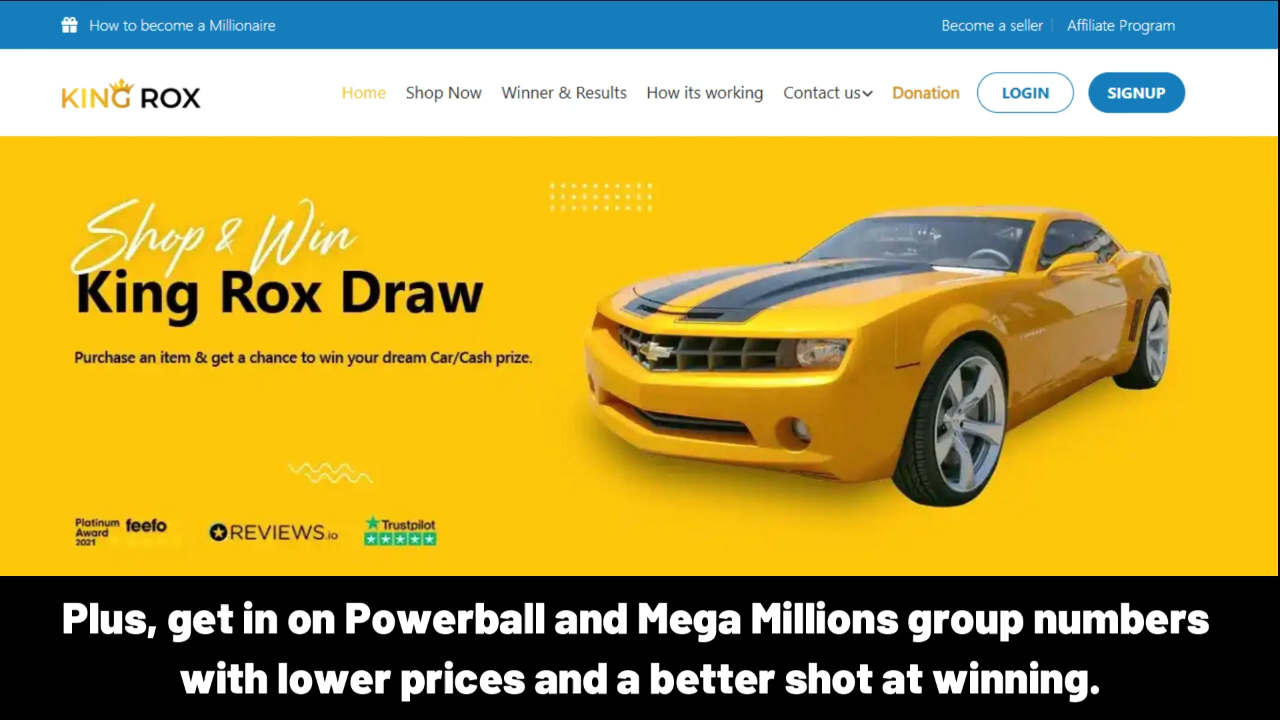 How to become a Millionaire
Become a seller
Affiliate Program
KING ROX
Home
Shop Now
Winner & Results
How its working
Contact us
Donation
LOGIN
SIGNUP
Shop & Win
King Rox Draw
Purchase an item & get a chance to win your dream Car/Cash prize.
Platinum
Award
2021
feefo
REVIEWS.io
Trustpilot
Plus, get in on Powerball and Mega Millions group numbers
with lower prices and a better shot at winning.